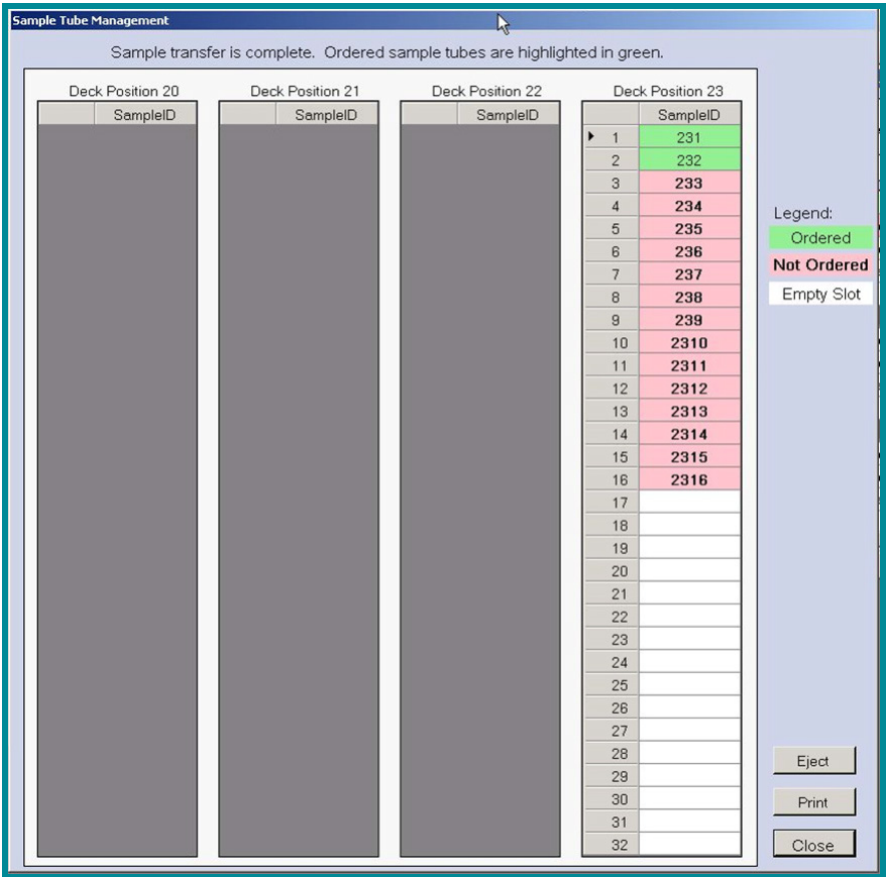 Sample Tube Management
Sample transfer is complete. Ordered sample tubes are highlighted in green.
Deck Position 20
SampleID
Deck Position 21
SampleID
Deck Position 22
SampleID
Deck Position 23
SampleID
1 231
2 232
3 233
4 234
5 235
6 236
7 237
8 238
9 239
10 2310
11 2311
12 2312
13 2313
14 2314
15 2315
16 2316
17
18
19
20
21
22
23
24
25
26
27
28
29
30
31
32
Legend:
Ordered
Not Ordered
Empty Slot
Eject
Print
Close